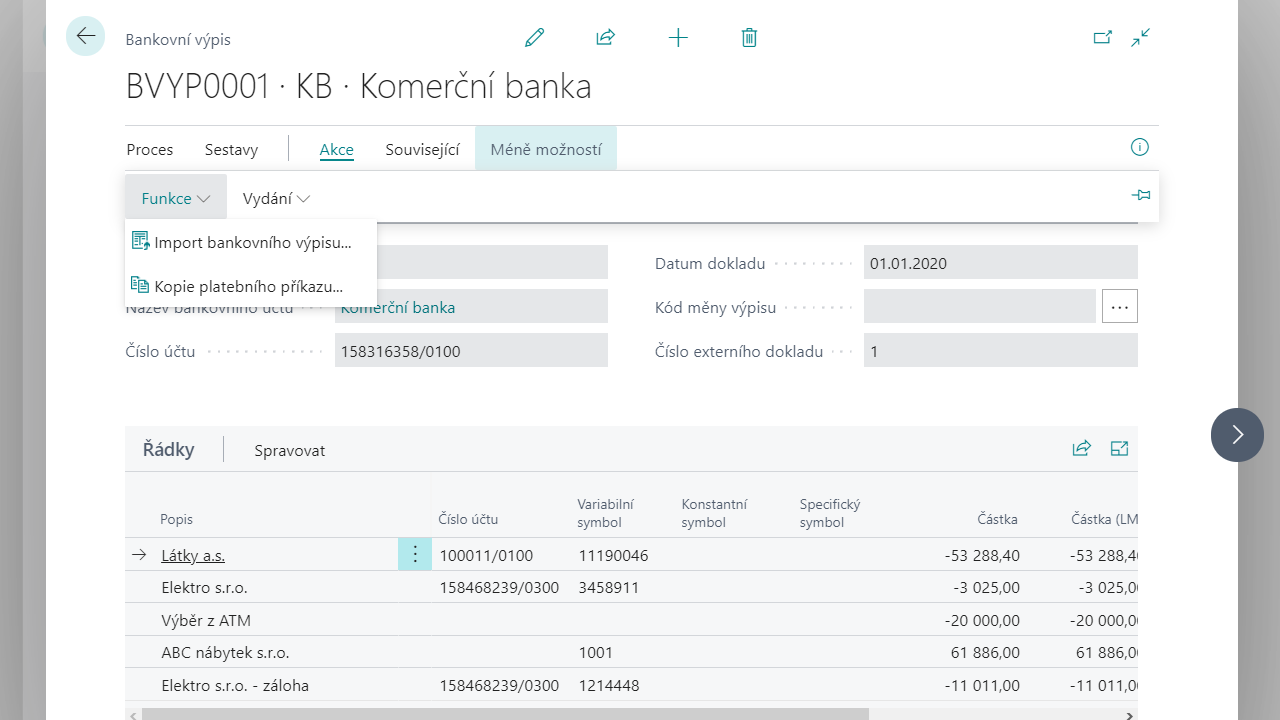 Bankovní výpis
BVYP0001 · KB · Komerční banka
Proces Sestavy Akce Související Méně možností
Funkce Vydání
Import bankovního výpisu...
Kopie platebního příkazu...
Datum dokladu 01.01.2020
Název bankovního účtu Komerční banka
Kód měny výpisu ...
Číslo účtu 158316358/0100
Číslo externího dokladu 1
Řádky Spravovat
Popis Číslo účtu Variabilní symbol Konstantní symbol Specifický symbol Částka Částka (LM
Látky a.s. 100011/0100 11190046 -53 288,40 -53 288,40
Elektro s.r.o. 158468239/0300 3458911 -3 025,00 -3 025,00
Výběr z ATM -20 000,00 -20 000,00
ABC nábytek s.r.o. 1001 61 886,00 61 886,00
Elektro s.r.o. - záloha 158468239/0300 1214448 -11 011,00 -11 011,00